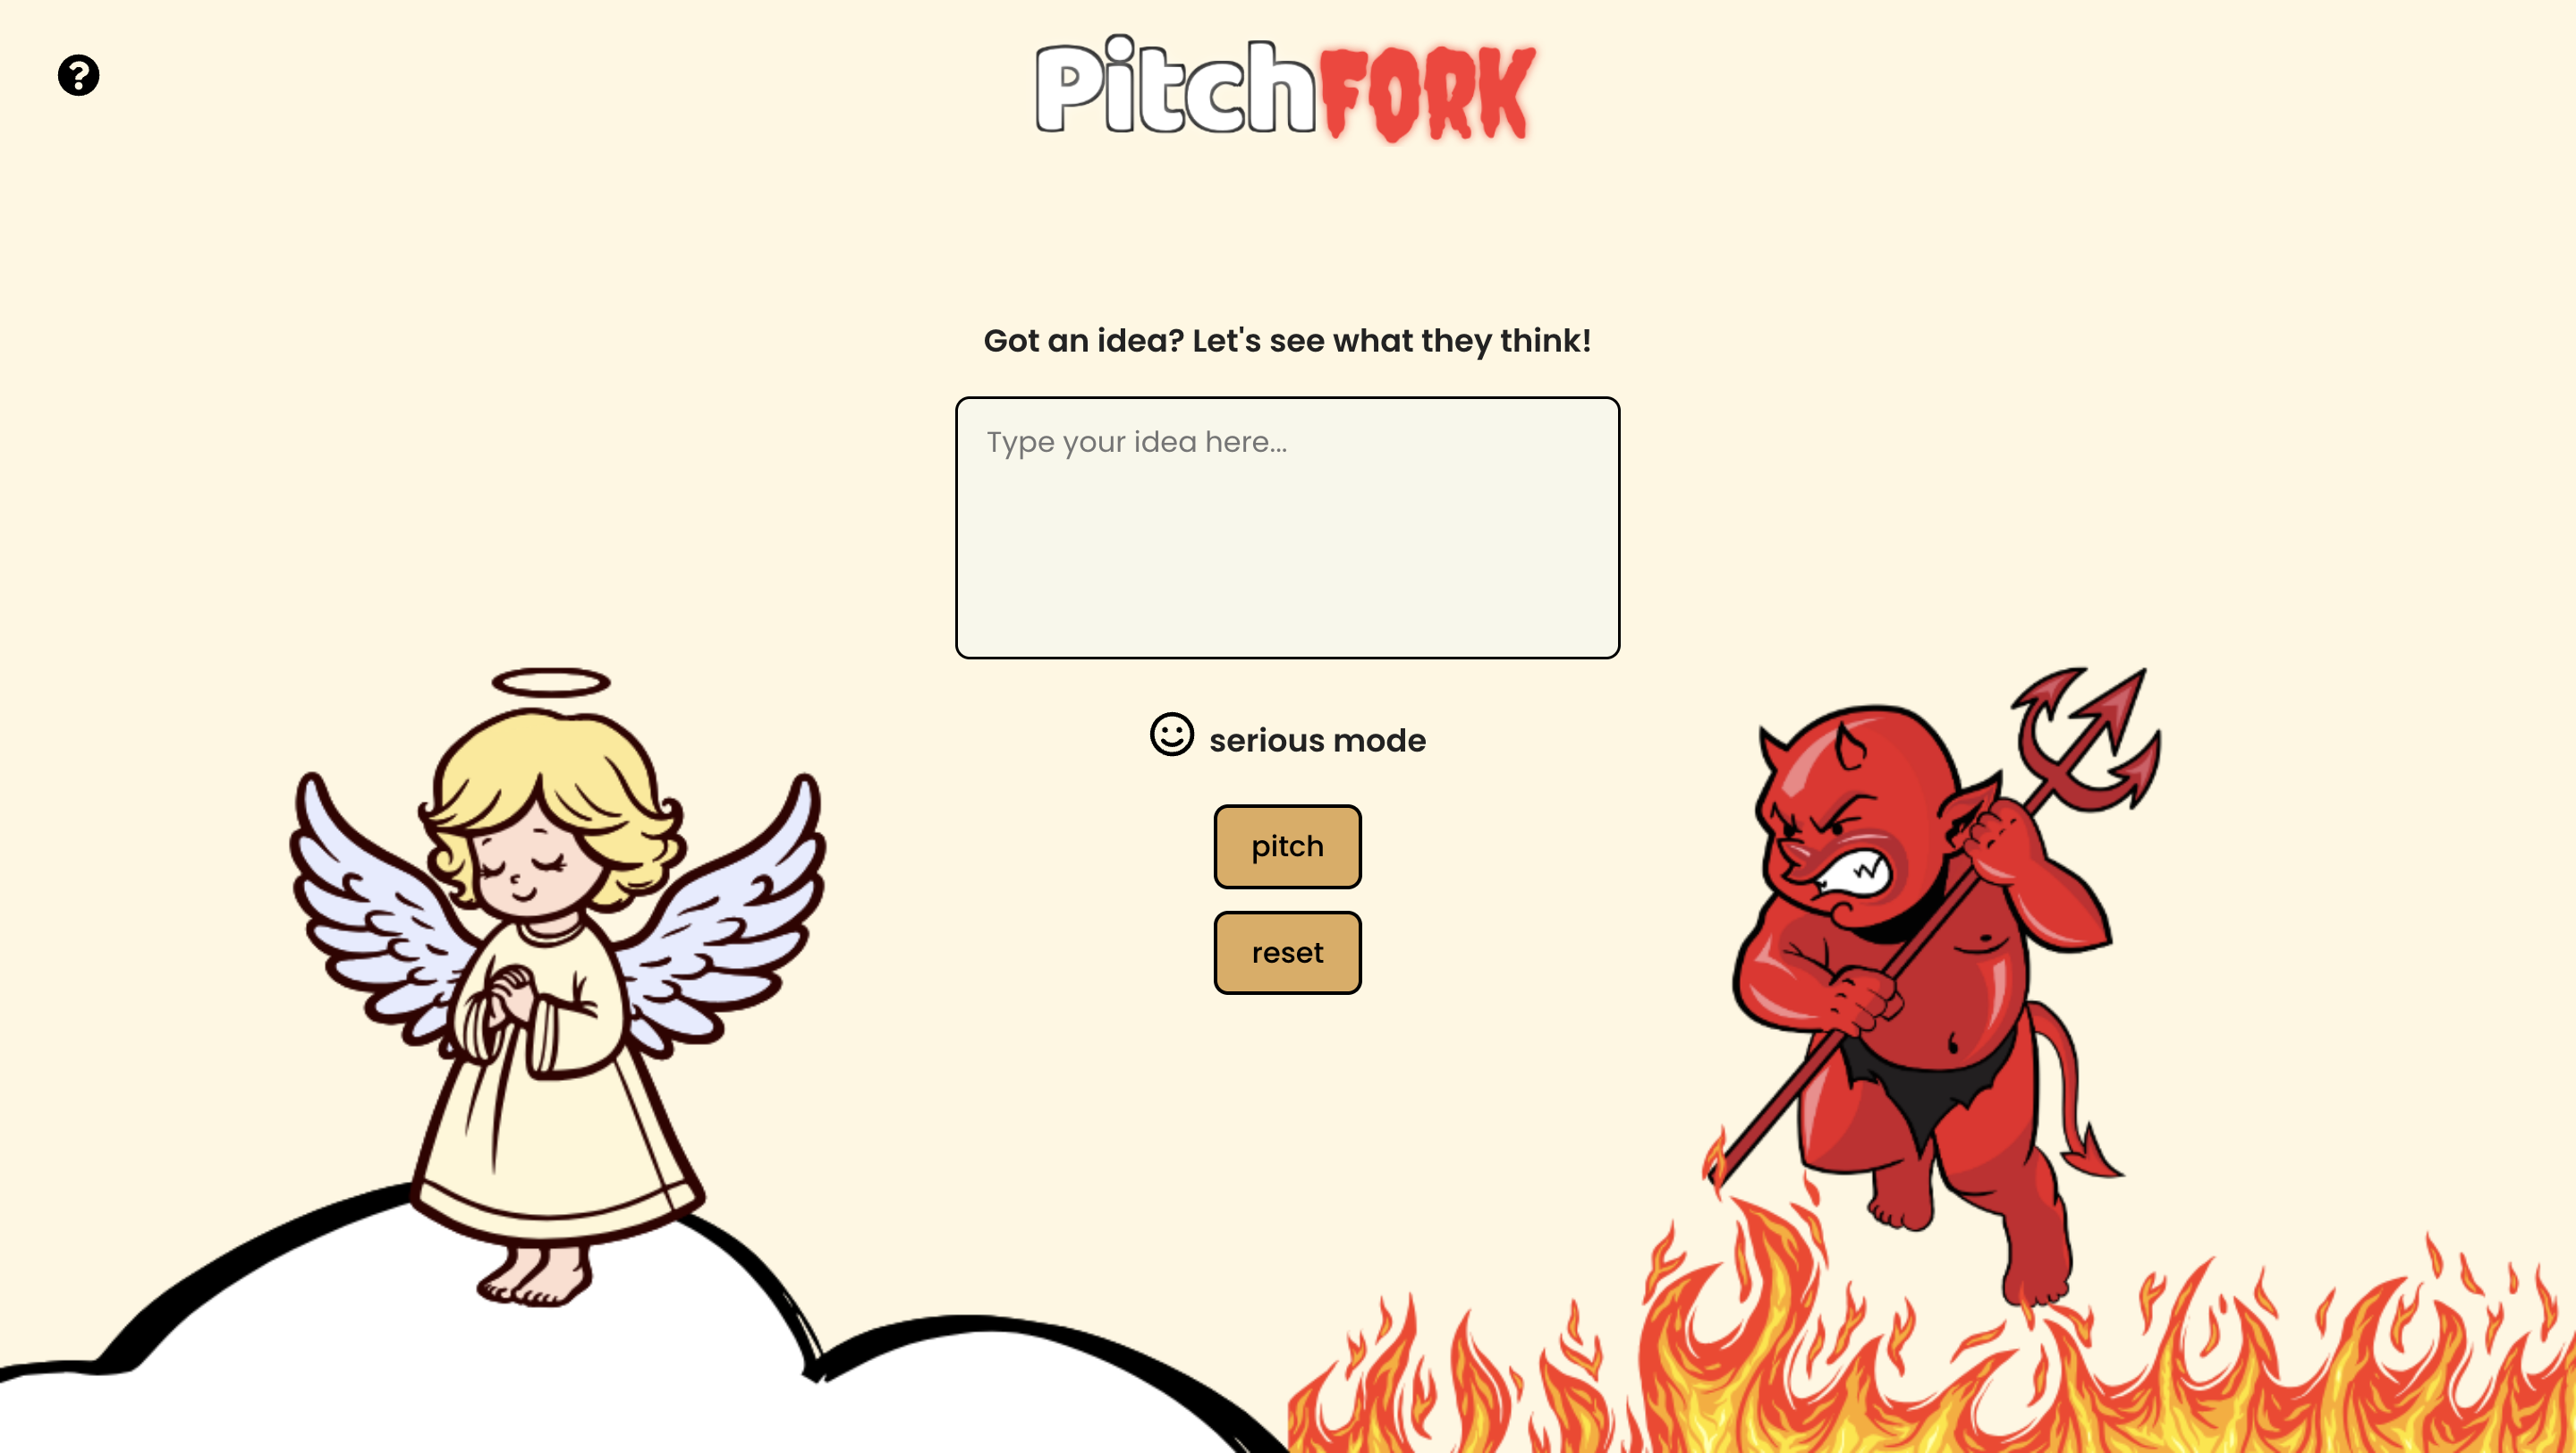 PitchFORK
Got an idea? Let's see what they think!
Type your idea here...
serious mode
pitch
reset